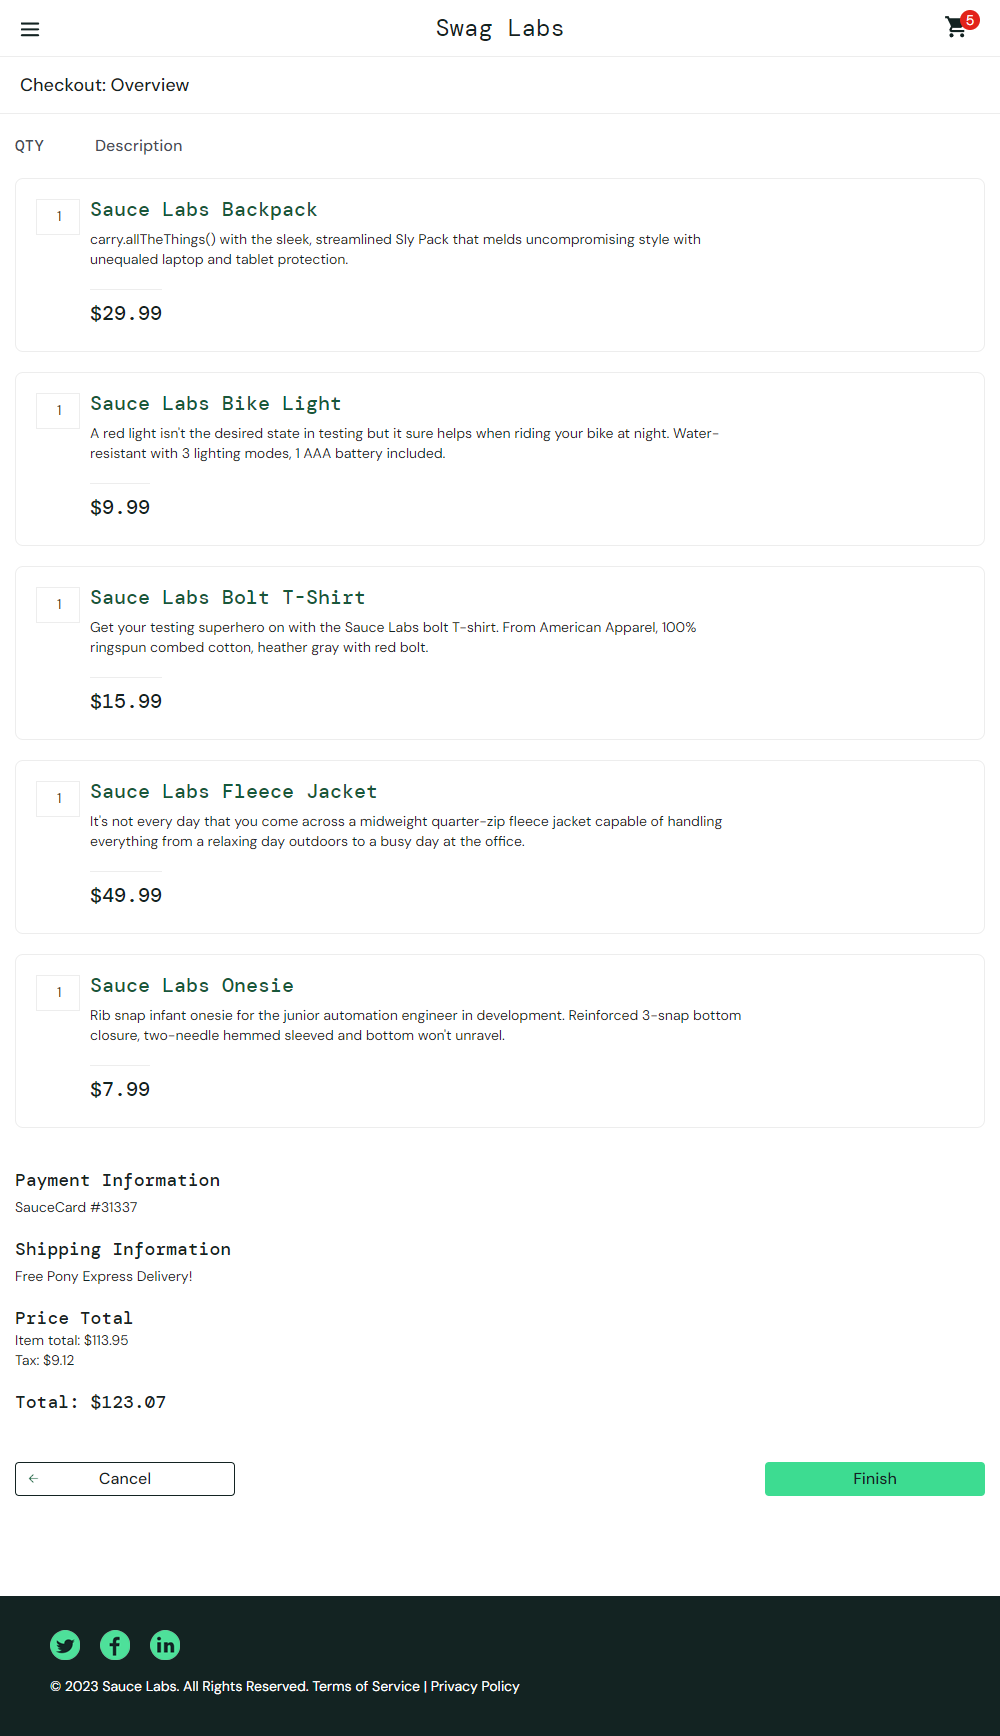 Swag Labs
5
Checkout: Overview
QTY Description
1
Sauce Labs Backpack
carry.allTheThings() with the sleek, streamlined Sly Pack that melds uncompromising style with
unequaled laptop and tablet protection.
$29.99
1
Sauce Labs Bike Light
A red light isn't the desired state in testing but it sure helps when riding your bike at night. Water-
resistant with 3 lighting modes, 1 AAA battery included.
$9.99
1
Sauce Labs Bolt T-Shirt
Get your testing superhero on with the Sauce Labs bolt T-shirt. From American Apparel, 100%
ringspun combed cotton, heather gray with red bolt.
$15.99
1
Sauce Labs Fleece Jacket
It's not every day that you come across a midweight quarter-zip fleece jacket capable of handling
everything from a relaxing day outdoors to a busy day at the office.
$49.99
1
Sauce Labs Onesie
Rib snap infant onesie for the junior automation engineer in development. Reinforced 3-snap bottom
closure, two-needle hemmed sleeved and bottom won't unravel.
$7.99
Payment Information
SauceCard #31337
Shipping Information
Free Pony Express Delivery!
Price Total
Item total: $113.95
Tax: $9.12
Total: $123.07
Cancel
Finish
© 2023 Sauce Labs. All Rights Reserved. Terms of Service | Privacy Policy